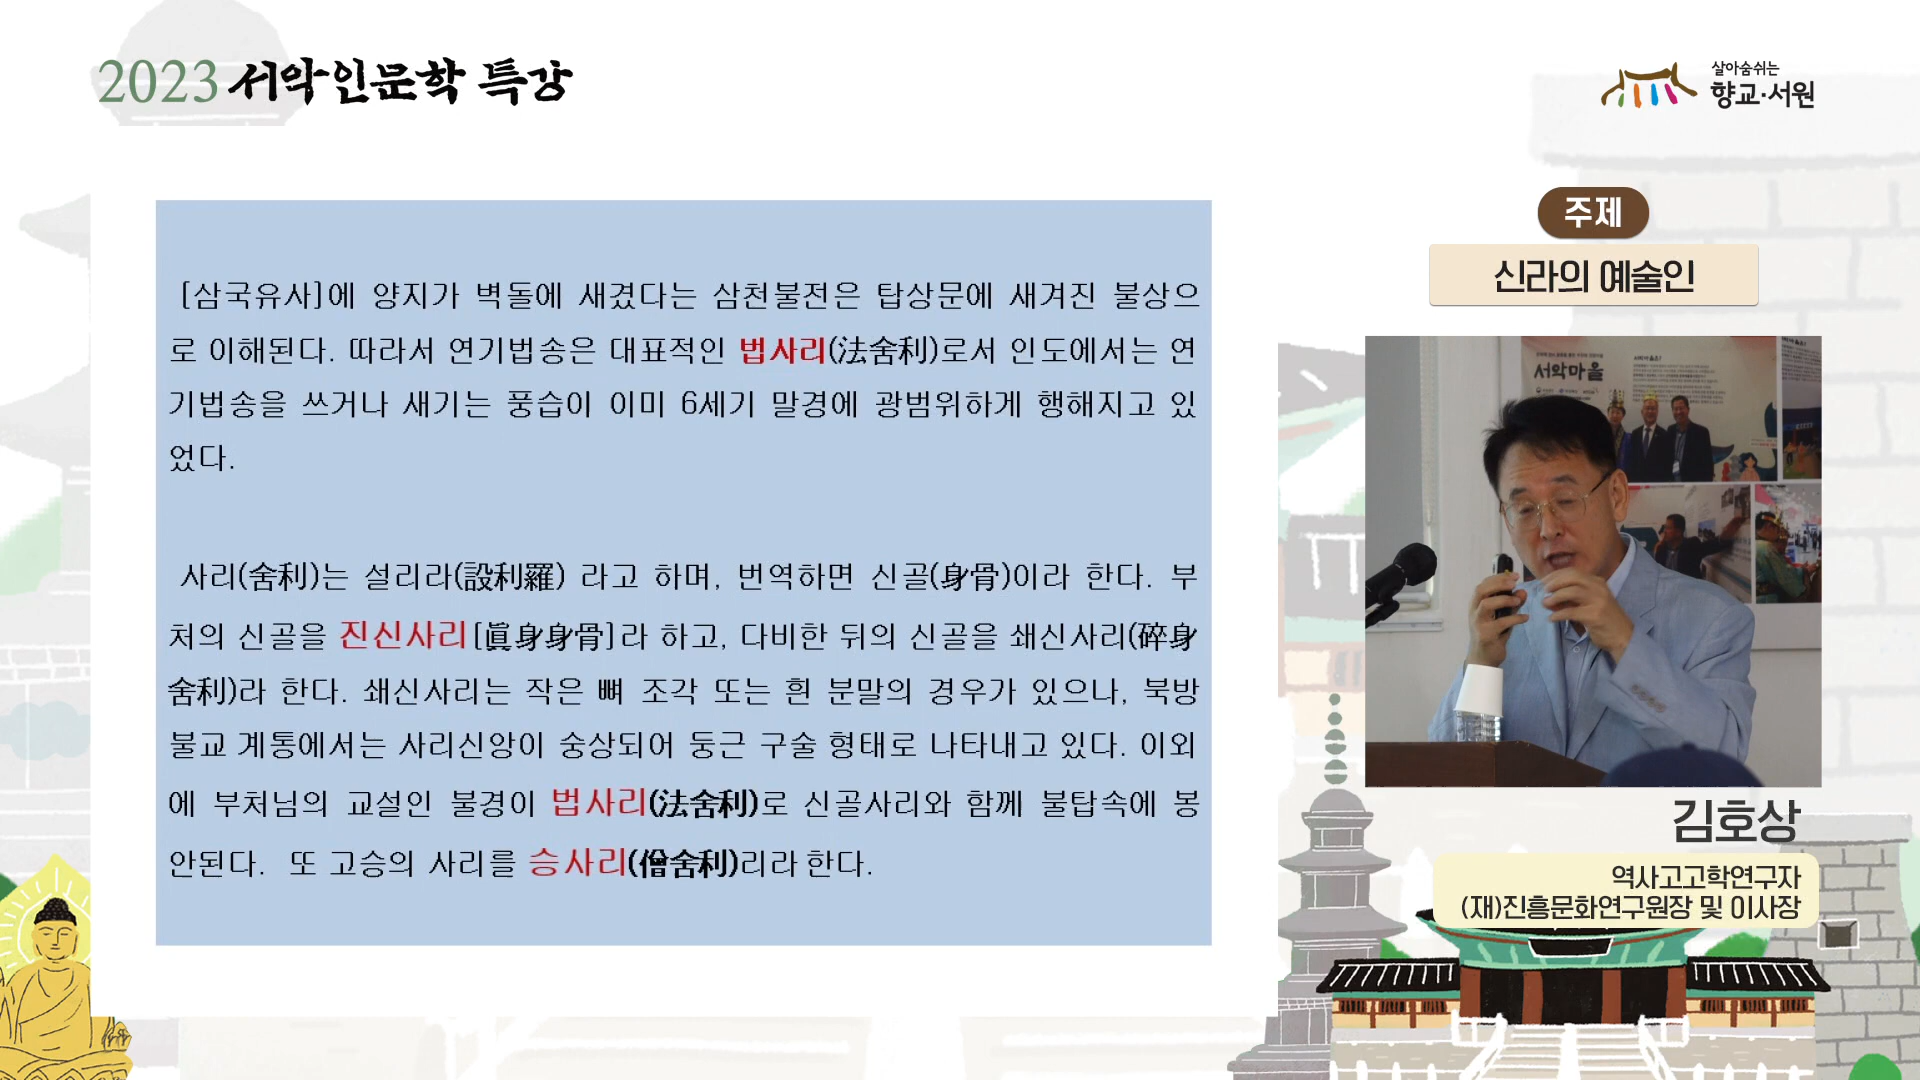 2023 서악인문학 특강
살아숨쉬는
향교·서원
[삼국유사]에 양지가 벽돌에 새겼다는 삼천불전은 탑상문에 새겨진 불상으
로 이해된다. 따라서 연기법송은 대표적인 법사리(法舍利)로서 인도에서는 연
기법송을 쓰거나 새기는 풍습이 이미 6세기 말경에 광범위하게 행해지고 있
었다.
사리(舍利)는 설리라(設利羅) 라고 하며, 번역하면 신골(身骨)이라 한다. 부
처의 신골을 진신사리[眞身身骨]라 하고, 다비한 뒤의 신골을 쇄신사리(碎身
舍利)라 한다. 쇄신사리는 작은 뼈 조각 또는 흰 분말의 경우가 있으나, 북방
불교 계통에서는 사리신앙이 숭상되어 둥근 구술 형태로 나타내고 있다. 이외
에 부처님의 교설인 불경이 법사리(法舍利)로 신골사리와 함께 불탑속에 봉
안된다. 또 고승의 사리를 승사리(僧舍利)리라 한다.
주제
신라의 예술인
서악마을
김호상
역사고고학연구자
(재)진흥문화연구원장 및 이사장